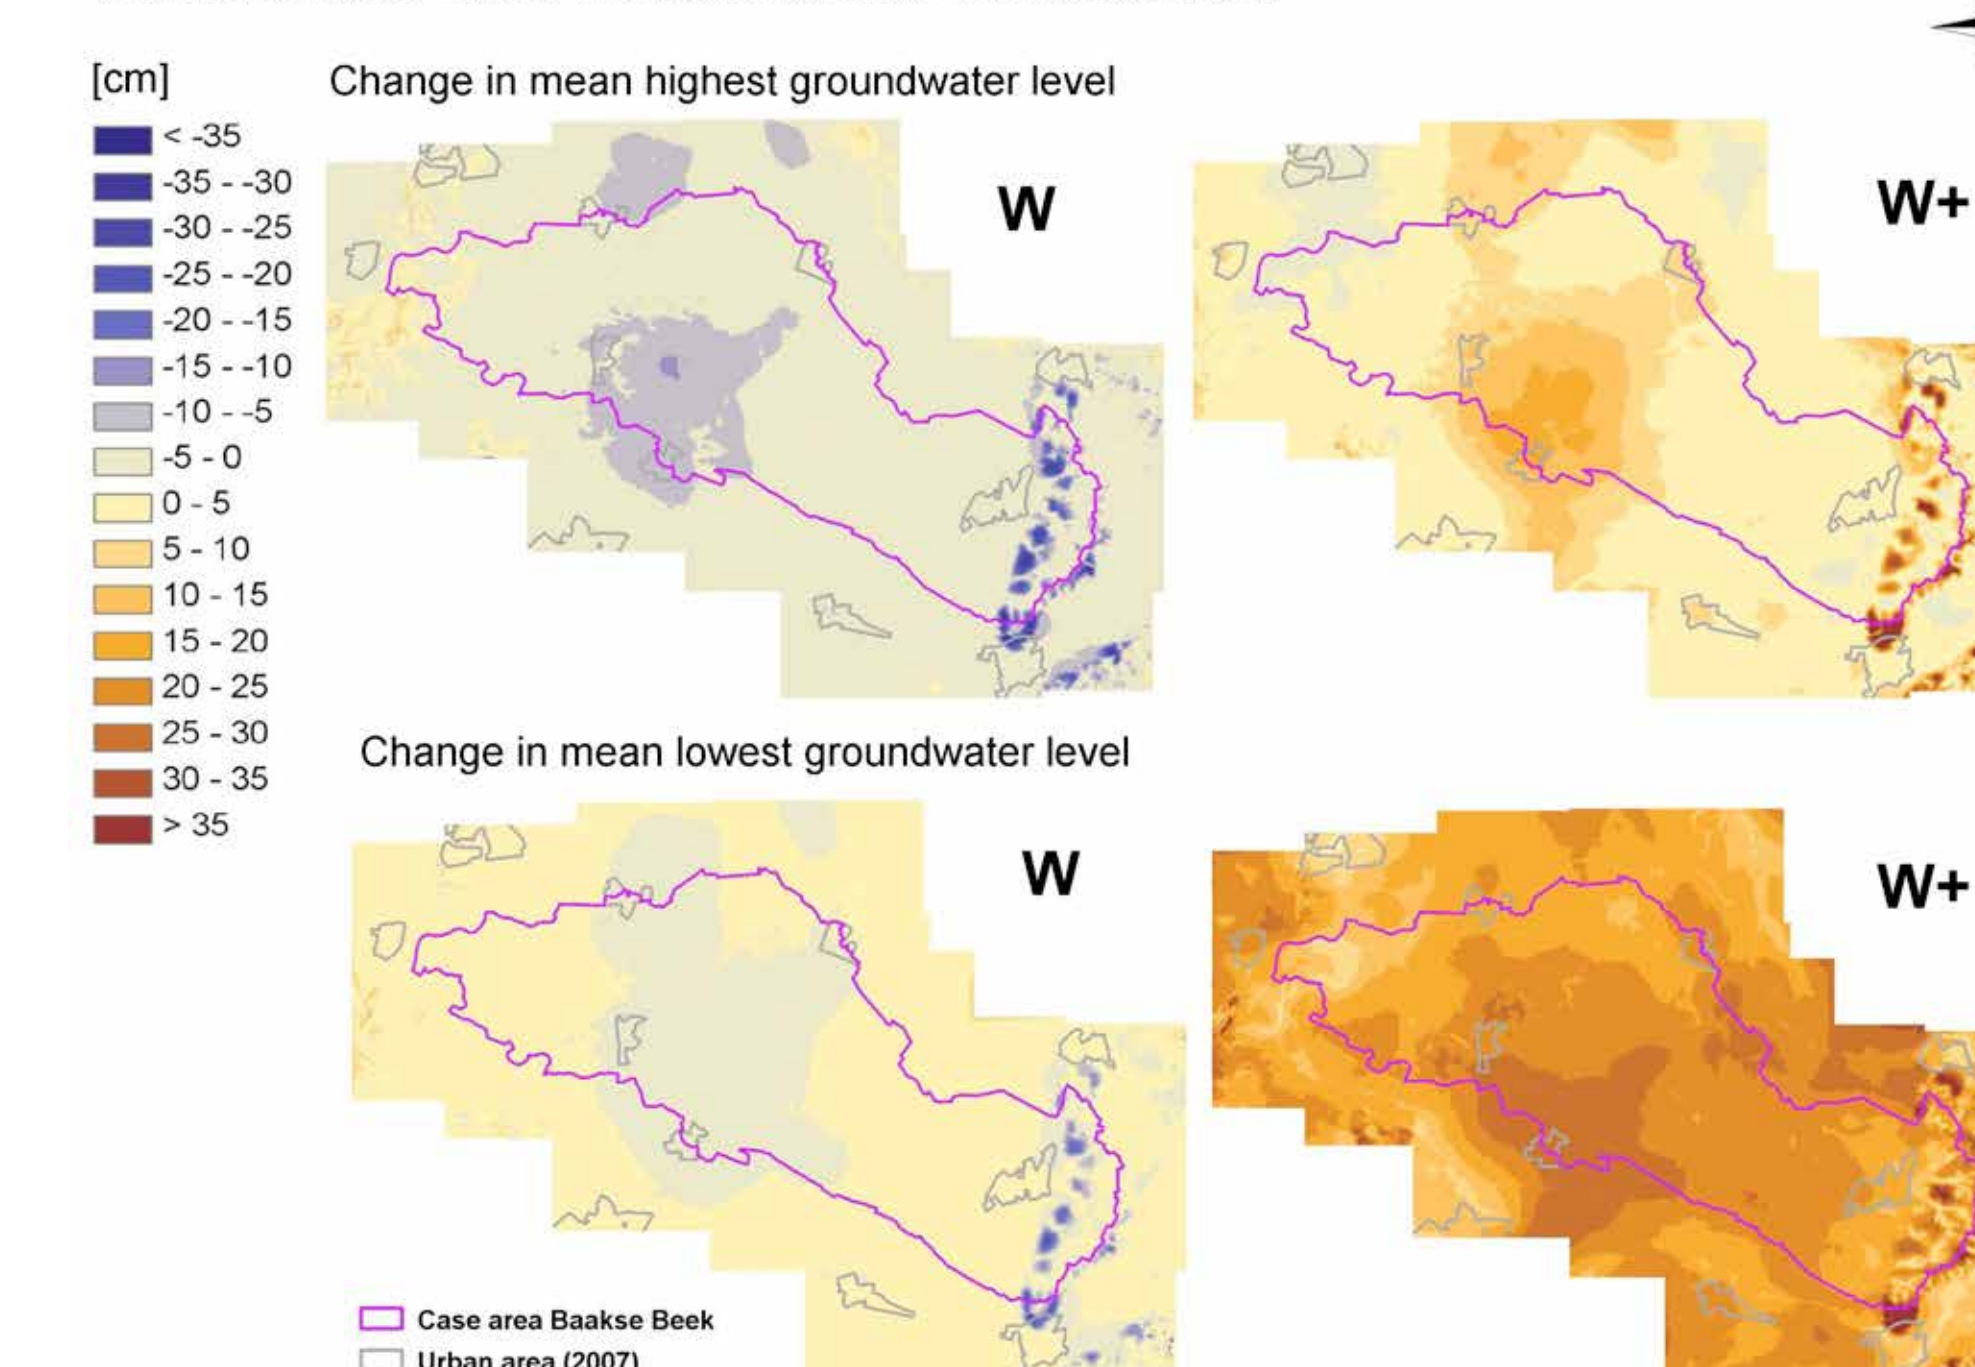 [cm]
Change in mean highest groundwater level
< -35
-35 - -30
-30 - -25
-25 - -20
-20 - -15
-15 - -10
-10 - -5
-5 - 0
0 - 5
5 - 10
10 - 15
15 - 20
20 - 25
25 - 30
30 - 35
> 35
W
W+
Change in mean lowest groundwater level
W
W+
Case area Baakse Beek
Urban area (2007)